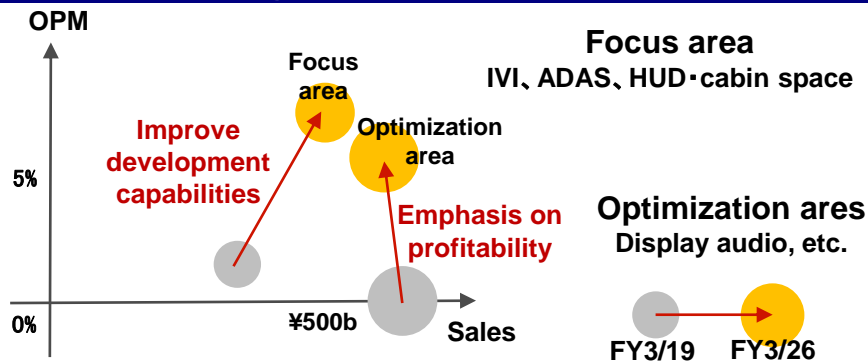 OPM
Focus area
IVI、ADAS、HUD・cabin space
Focus
area
Optimization
area
Improve
development
capabilities
5%
Emphasis on
profitability
Optimization ares
Display audio, etc.
0%
¥500b
Sales
FY3/19
FY3/26